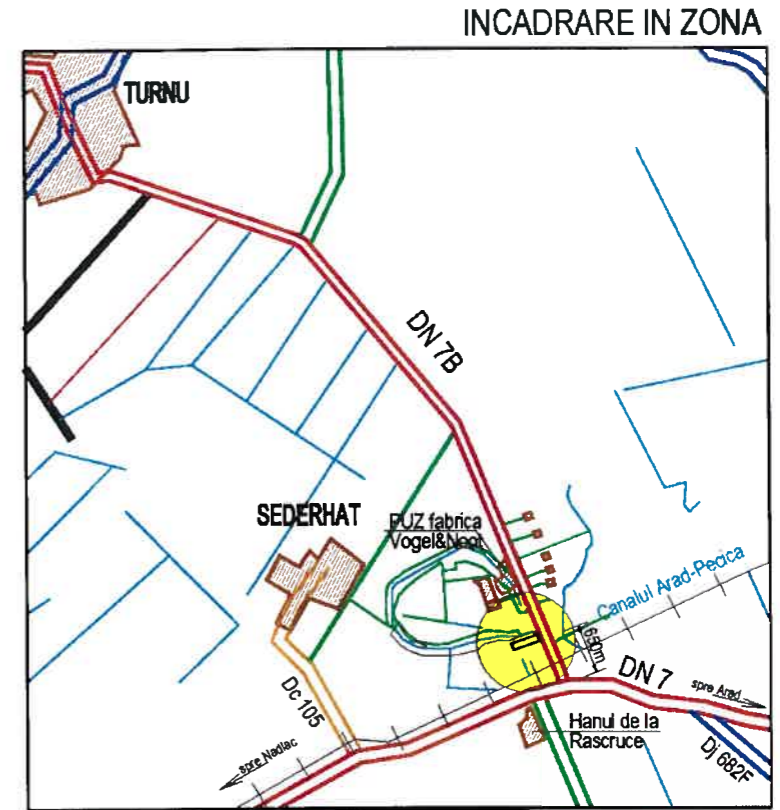 INCADRARE IN ZONA
TURNU
DN 7B
SEDERHAT
PUZ fabrica
Vogel&Noot
Canalul Arad-Pecica
650m
DN 7
spre Arad
Dc 105
Hanul de la
Rascruce
Dj 682F
spre Nadlac